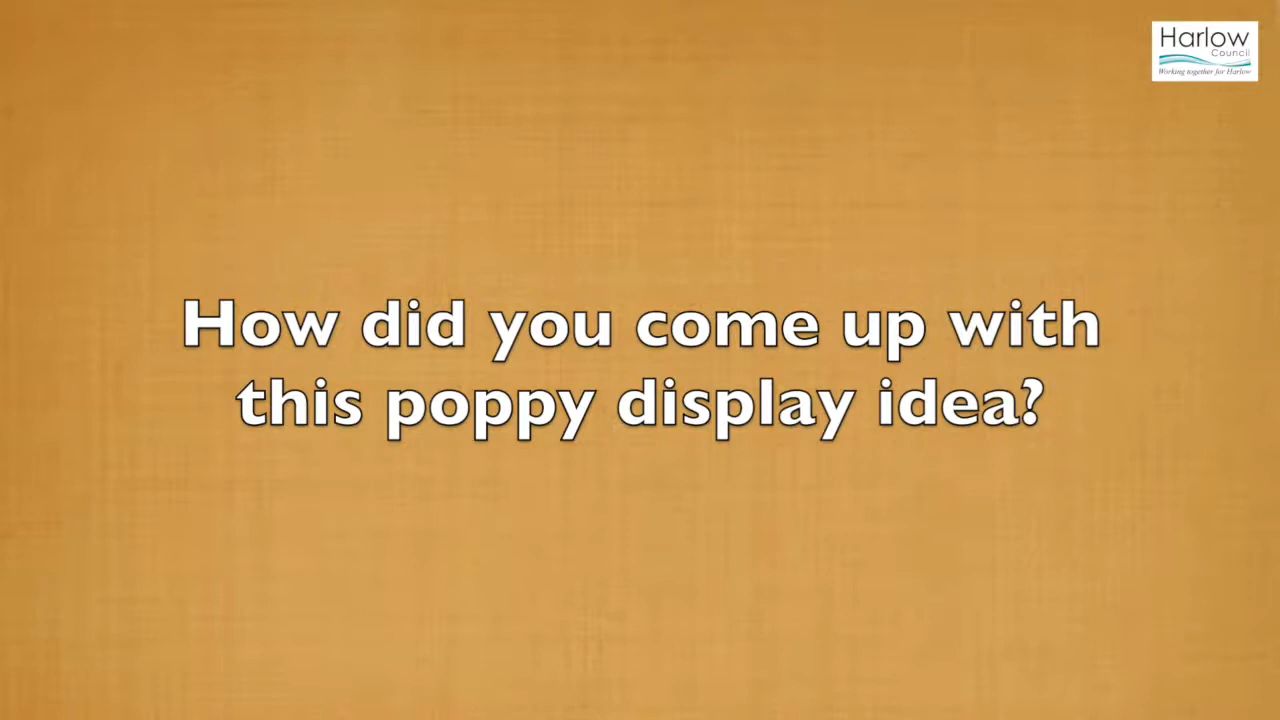 Harlow
Council
Working together for Harlow
How did you come up with
this poppy display idea?